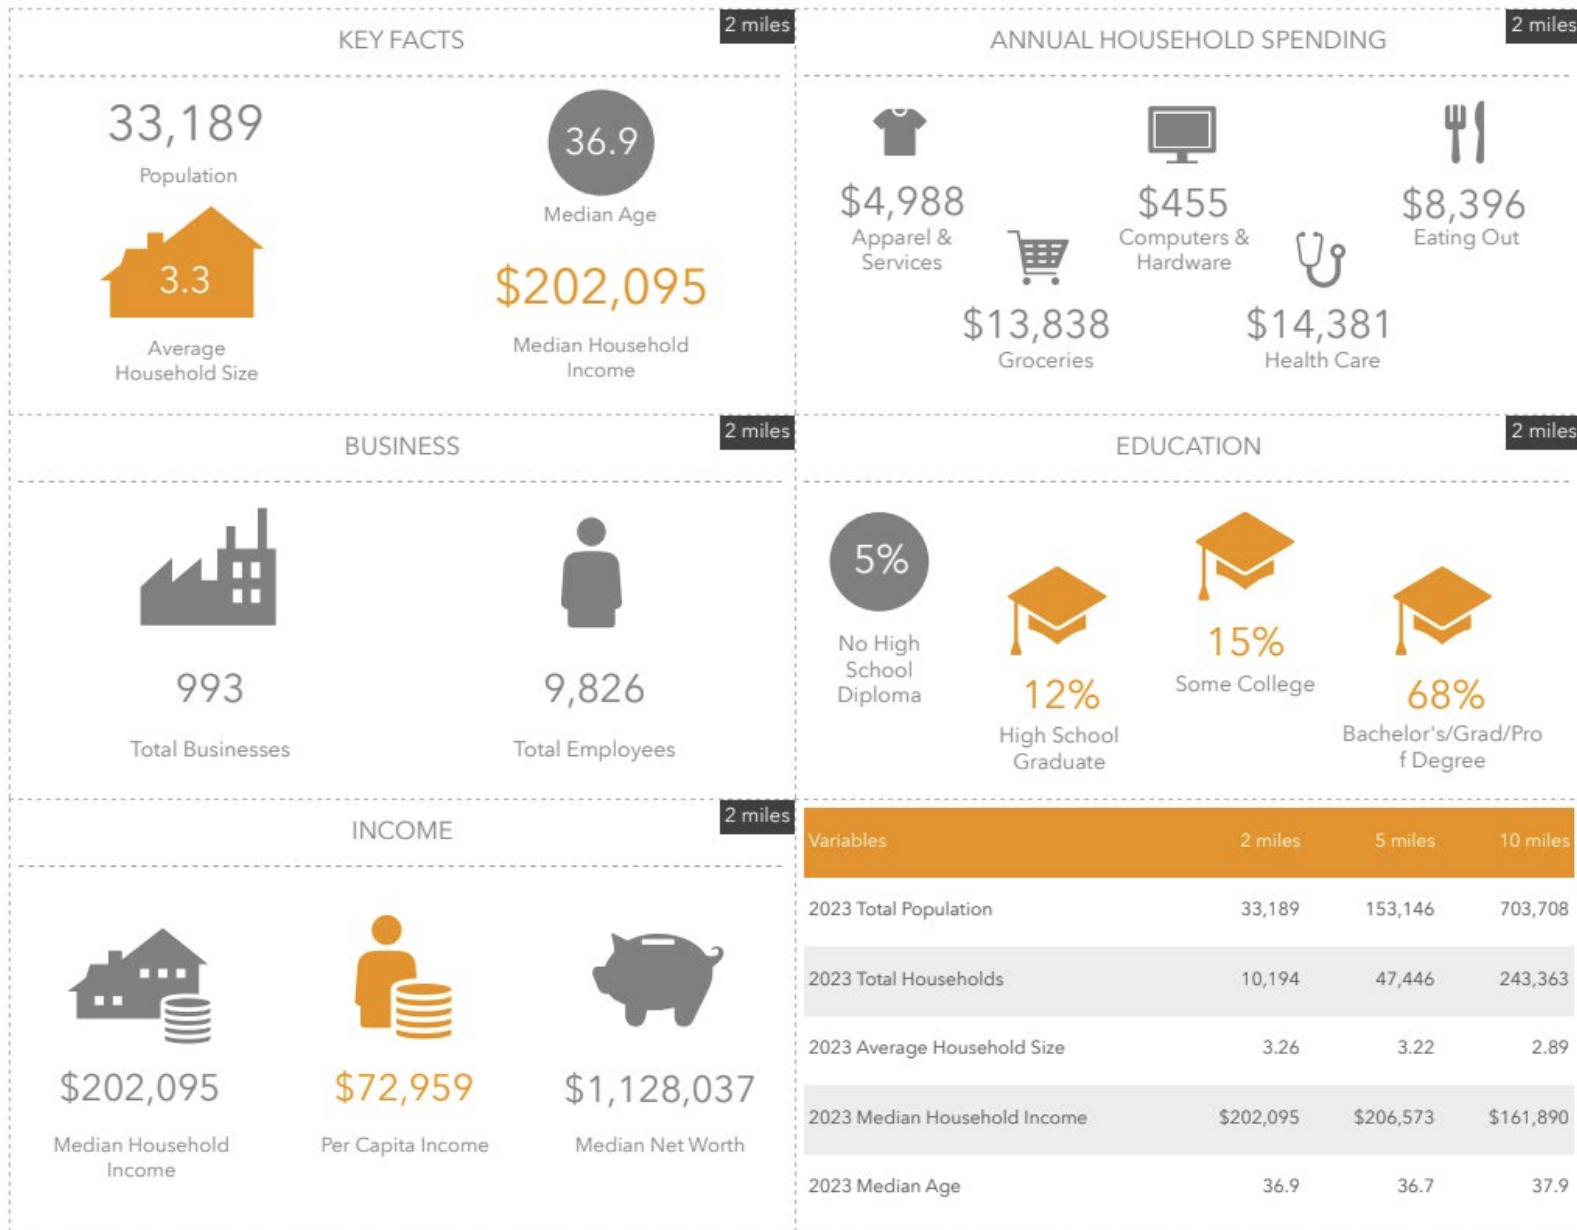 KEY FACTS
2 miles
33,189
Population
36.9
Median Age
3.3
Average
Household Size
$202,095
Median Household
Income
ANNUAL HOUSEHOLD SPENDING
2 miles
$4,988
Apparel &
Services
$455
Computers &
Hardware
$8,396
Eating Out
$13,838
Groceries
$14,381
Health Care
BUSINESS
2 miles
993
Total Businesses
9,826
Total Employees
EDUCATION
2 miles
5%
No High
School
Diploma
12%
High School
Graduate
15%
Some College
68%
Bachelor's/Grad/Pro
f Degree
INCOME
2 miles
$202,095
Median Household
Income
$72,959
Per Capita Income
$1,128,037
Median Net Worth
Variables 2 miles 5 miles 10 miles
2023 Total Population 33,189 153,146 703,708
2023 Total Households 10,194 47,446 243,363
2023 Average Household Size 3.26 3.22 2.89
2023 Median Household Income $202,095 $206,573 $161,890
2023 Median Age 36.9 36.7 37.9